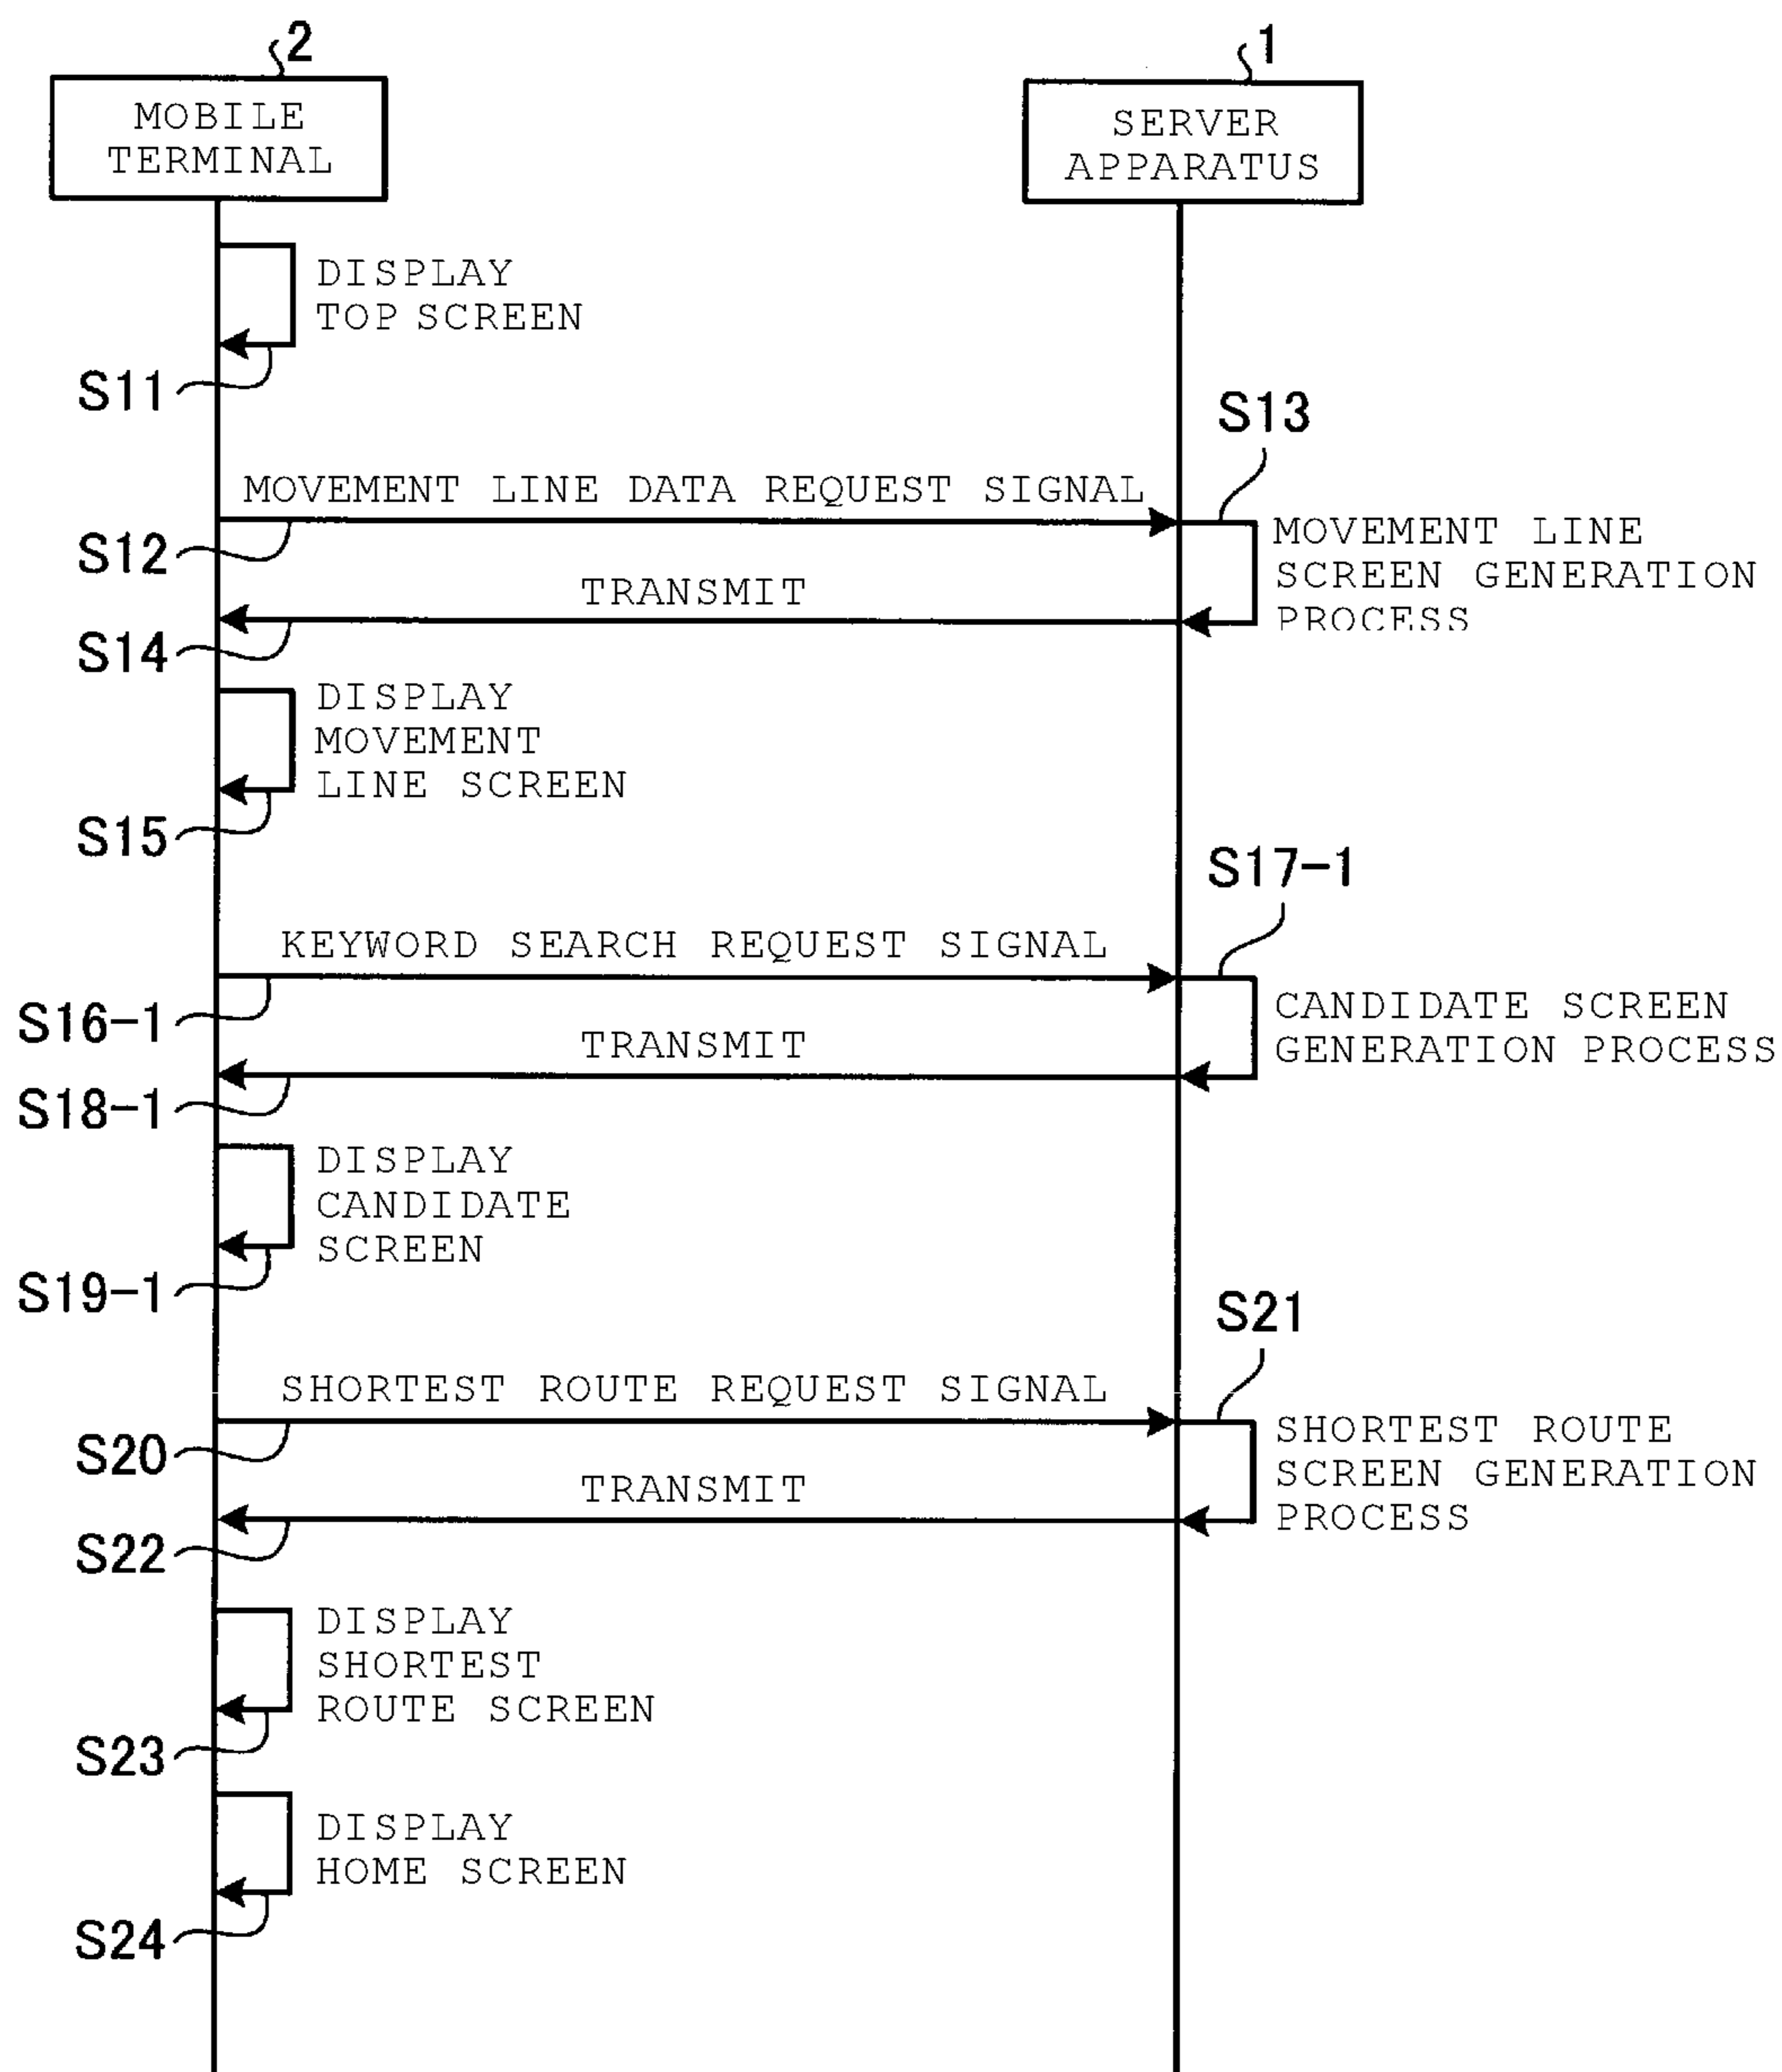 2
1
MOBILE
TERMINAL
SERVER
APPARATUS
DISPLAY
TOP SCREEN
S11
S13
MOVEMENT LINE DATA REQUEST SIGNAL
S12
MOVEMENT LINE
SCREEN GENERATION
PROCESS
TRANSMIT
S14
DISPLAY
MOVEMENT
LINE SCREEN
S15
S17-1
KEYWORD SEARCH REQUEST SIGNAL
S16-1
CANDIDATE SCREEN
GENERATION PROCESS
TRANSMIT
S18-1
DISPLAY
CANDIDATE
SCREEN
S19-1
S21
SHORTEST ROUTE REQUEST SIGNAL
S20
SHORTEST ROUTE
SCREEN GENERATION
PROCESS
TRANSMIT
S22
DISPLAY
SHORTEST
ROUTE SCREEN
S23
DISPLAY
HOME SCREEN
S24